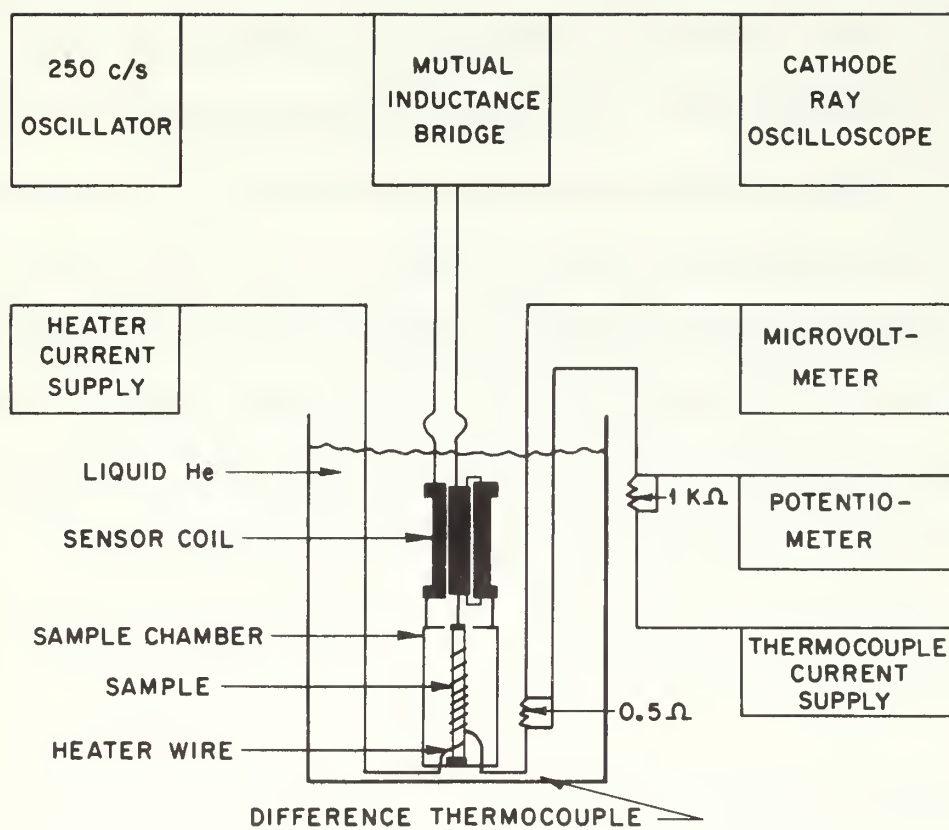 250 c/s
OSCILLATOR
MUTUAL
INDUCTANCE
BRIDGE
CATHODE
RAY
OSCILLOSCOPE
HEATER
CURRENT
SUPPLY
MICROVOLT-
METER
LIQUID He
1 KΩ
POTENTIO-
METER
SENSOR COIL
SAMPLE CHAMBER
THERMOCOUPLE
CURRENT
SUPPLY
SAMPLE
0.5Ω
HEATER WIRE
DIFFERENCE THERMOCOUPLE